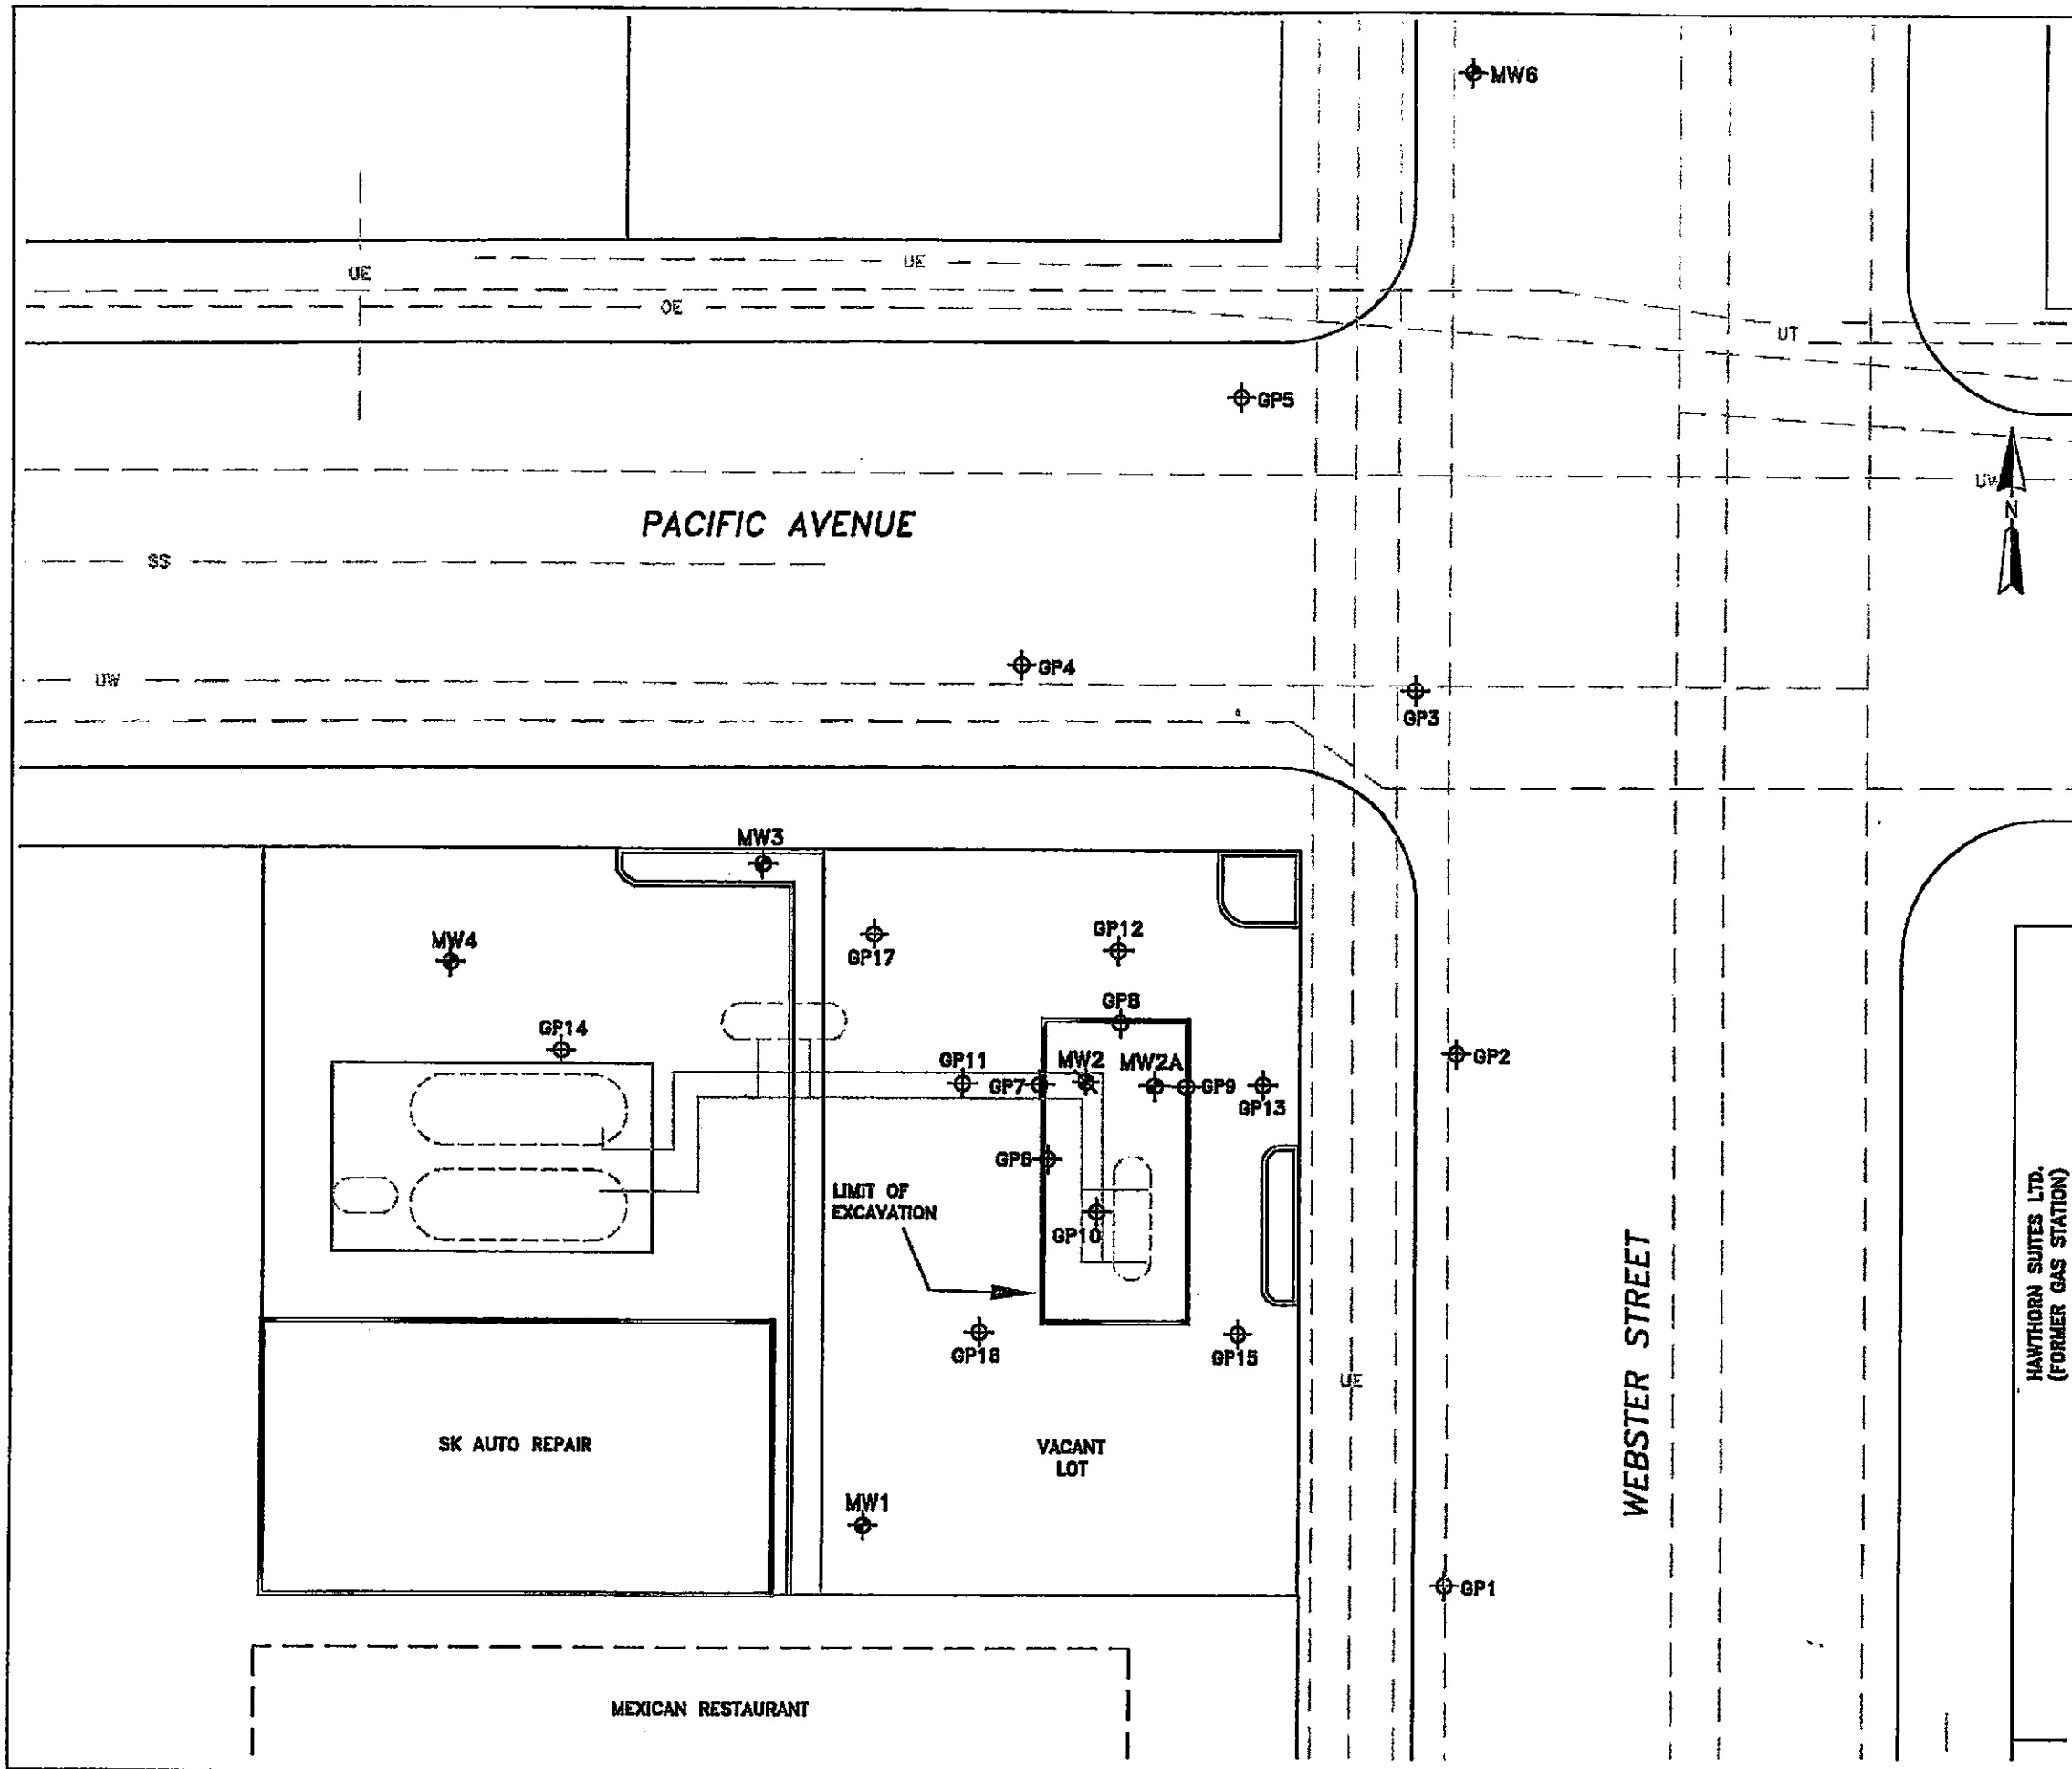 MW6
UE
UE
OE
UT
GP5
UW
N
PACIFIC AVENUE
SS
GP4
UW
GP3
MW3
MW4
GP17
GP12
GP8
GP14
GP11
GP7
MW2
MW2A
GP9
GP13
GP2
GP6
LIMIT OF
EXCAVATION
GP10
GP16
GP15
UE
WEBSTER STREET
HAWTHORN SUITES LTD.
(FORMER GAS STATION)
SK AUTO REPAIR
VACANT
LOT
MW1
GP1
MEXICAN RESTAURANT